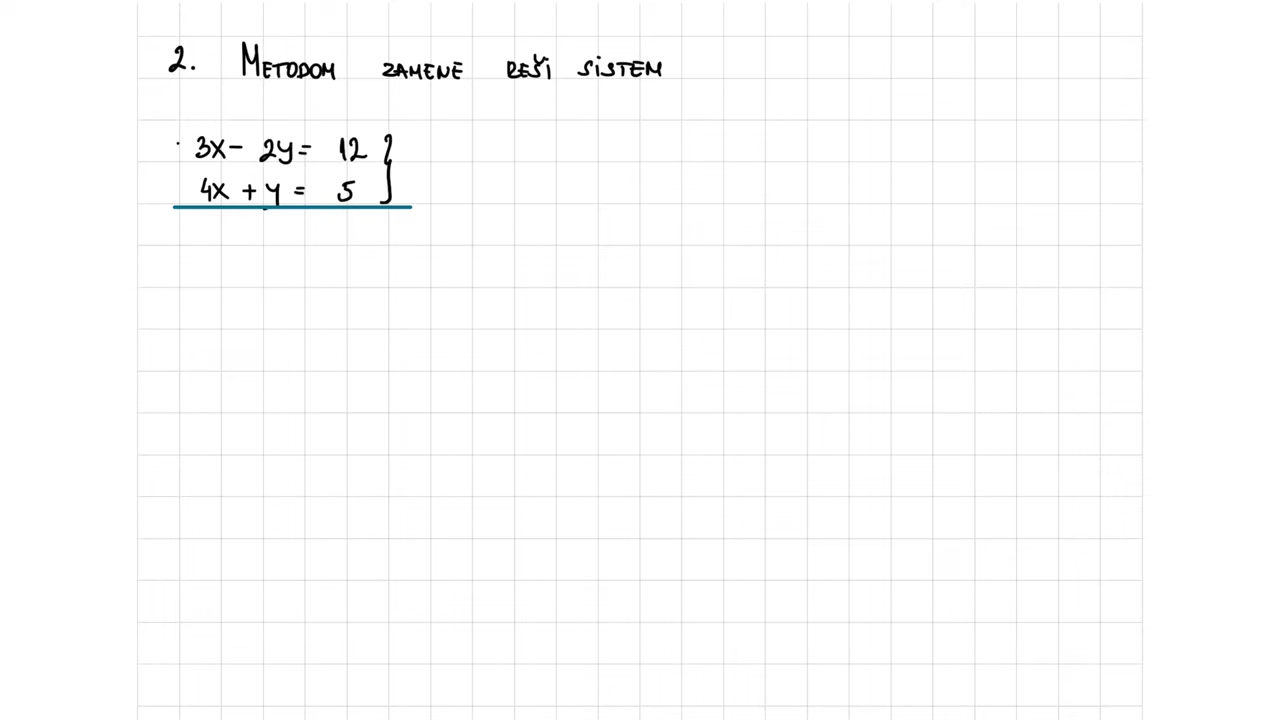 2. METODOM ZAMENE REŠI SISTEM
3x - 2y = 12
4x + y = 5